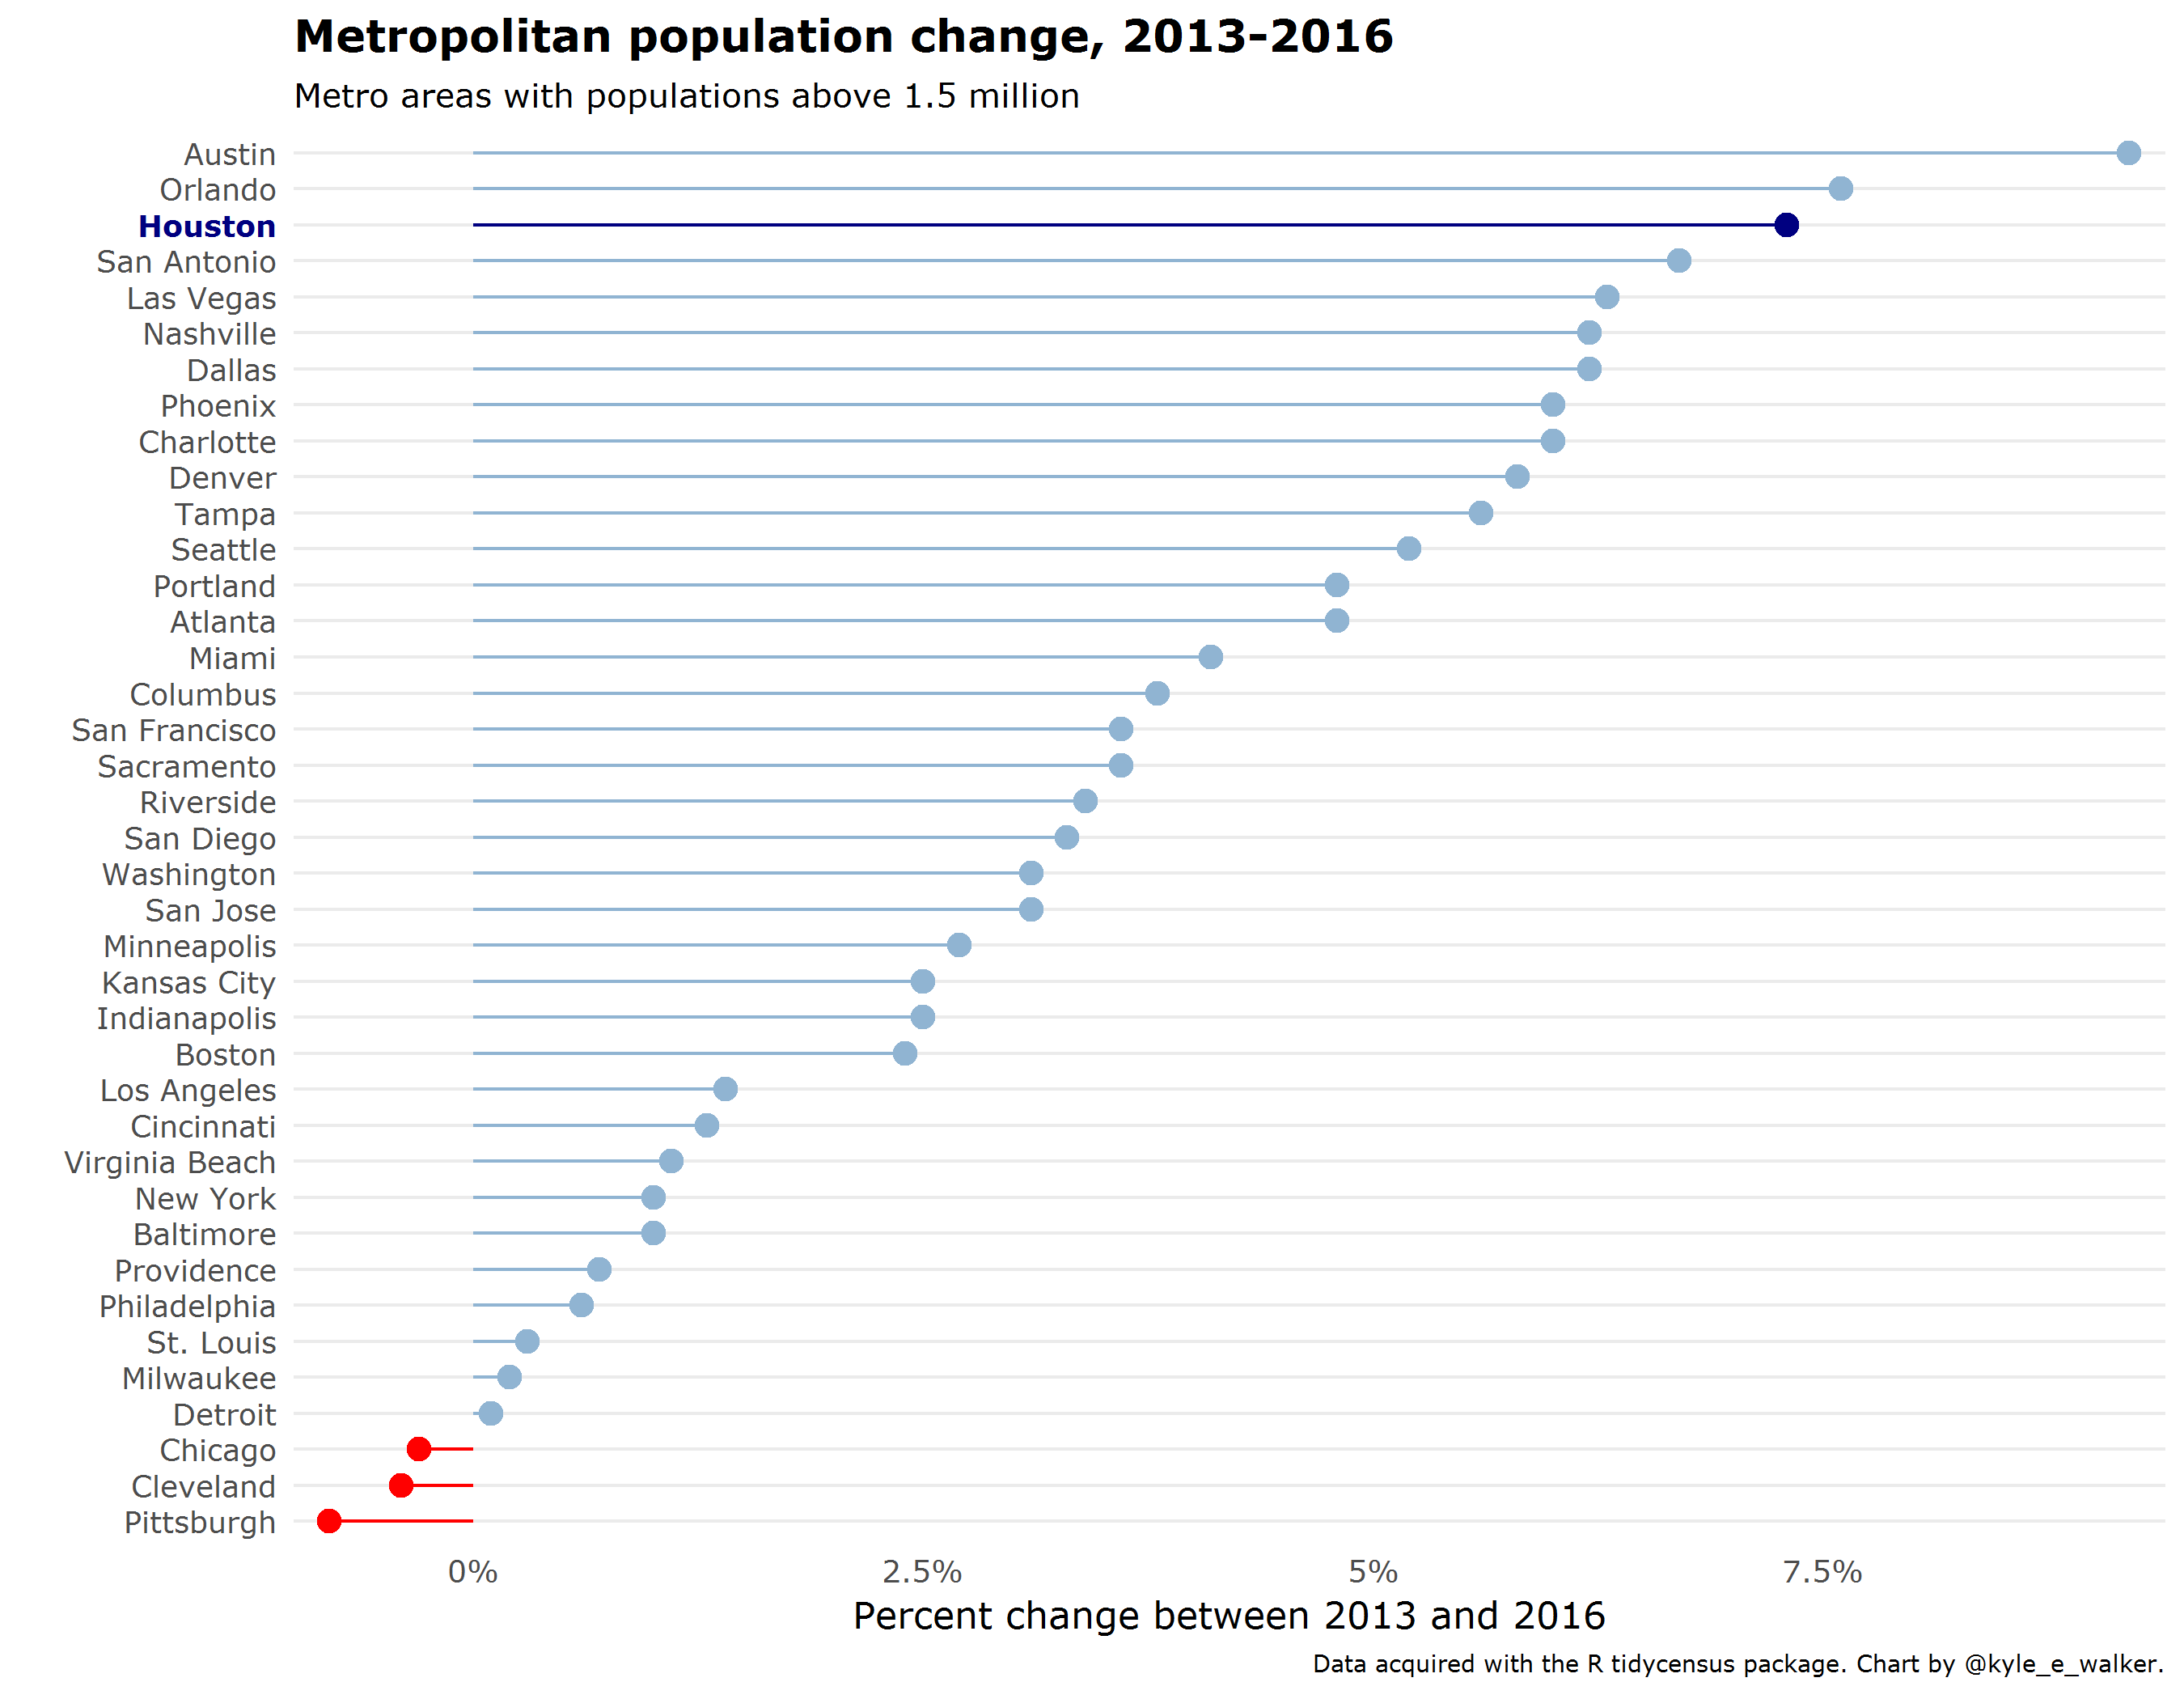 Metropolitan population change, 2013-2016
Metro areas with populations above 1.5 million
Austin
Orlando
Houston
San Antonio
Las Vegas
Nashville
Dallas
Phoenix
Charlotte
Denver
Tampa
Seattle
Portland
Atlanta
Miami
Columbus
San Francisco
Sacramento
Riverside
San Diego
Washington
San Jose
Minneapolis
Kansas City
Indianapolis
Boston
Los Angeles
Cincinnati
Virginia Beach
New York
Baltimore
Providence
Philadelphia
St. Louis
Milwaukee
Detroit
Chicago
Cleveland
Pittsburgh
0% 2.5% 5% 7.5%
Percent change between 2013 and 2016
Data acquired with the R tidycensus package. Chart by @kyle_e_walker.